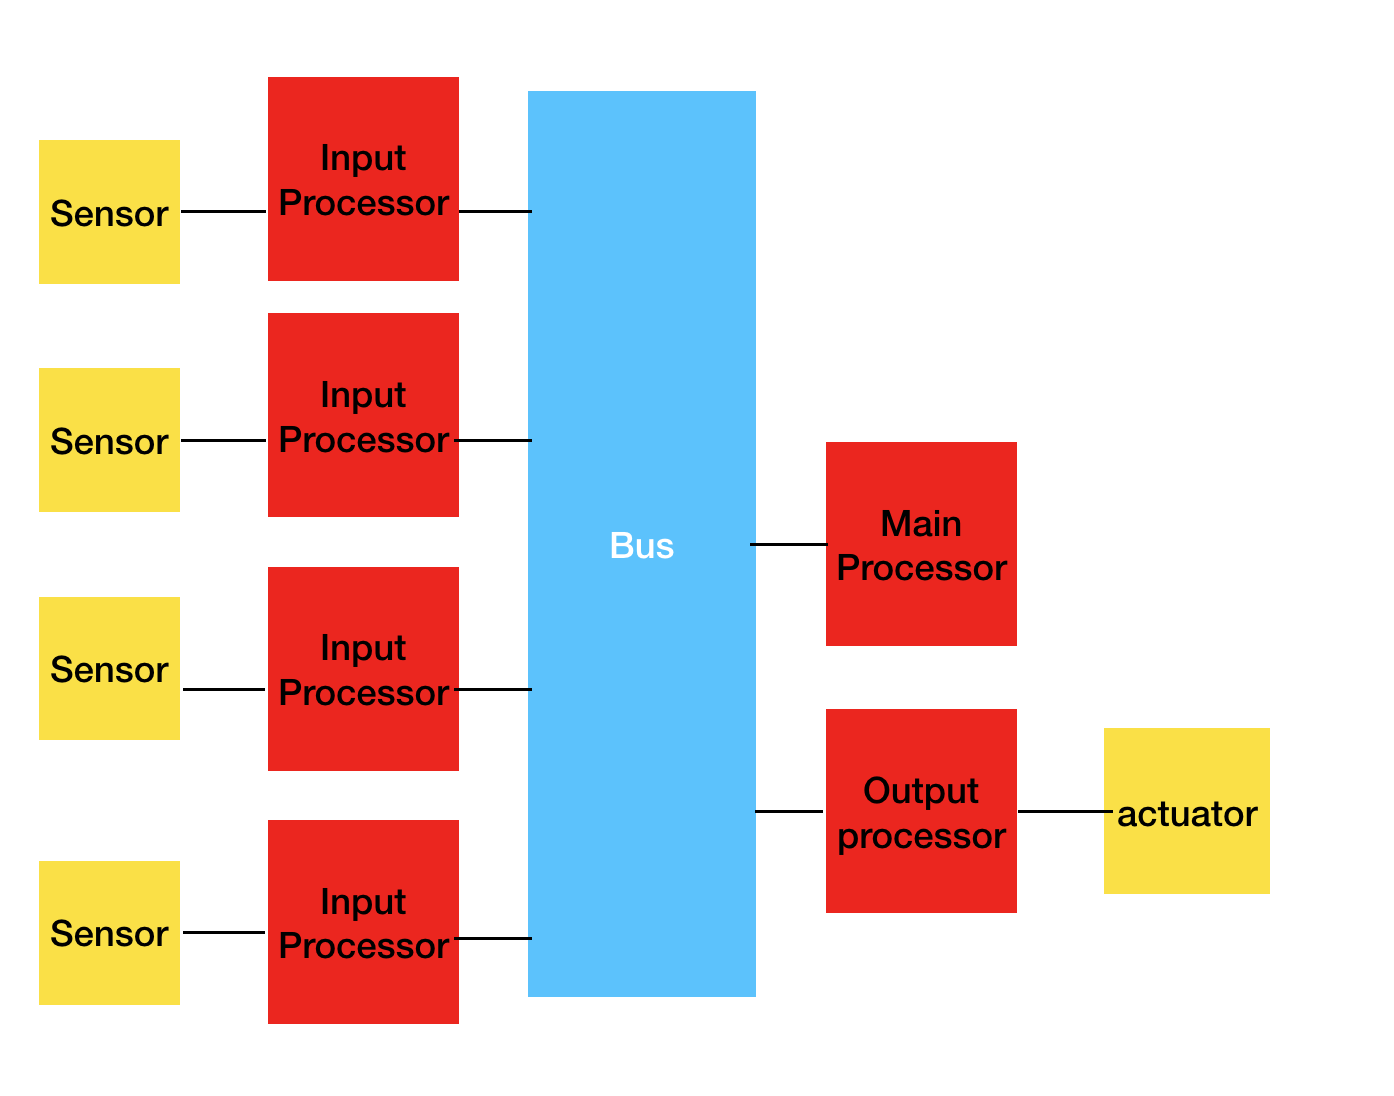 Sensor
Input
Processor
Sensor
Input
Processor
Sensor
Input
Processor
Sensor
Input
Processor
Bus
Main
Processor
Output
processor
actuator